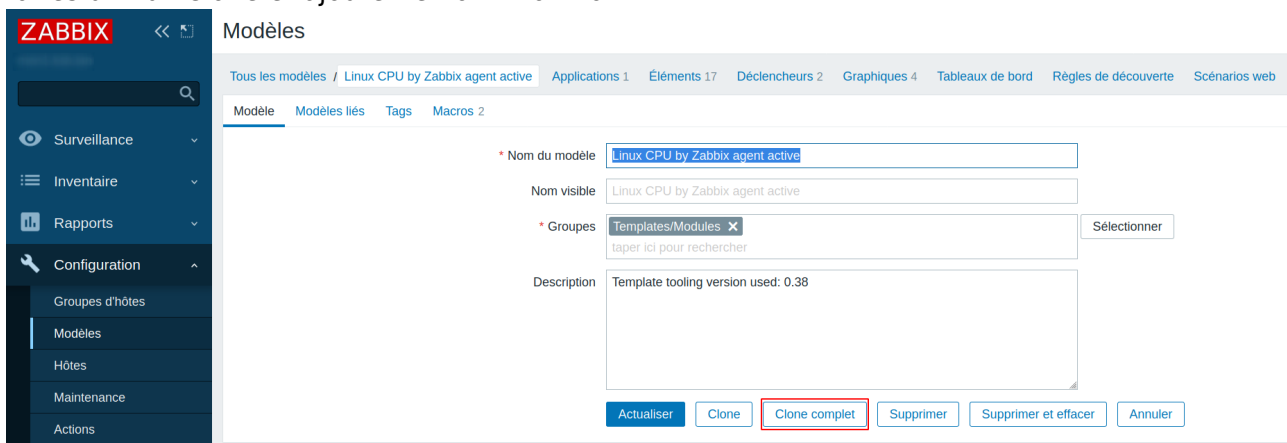 ZABBIX
Modèles
Tous les modèles / Linux CPU by Zabbix agent active Applications 1 Éléments 17 Déclencheurs 2 Graphiques 4 Tableaux de bord Règles de découverte Scénarios web
Modèle Modèles liés Tags Macros 2
Surveillance
Inventaire
Rapports
Configuration
Groupes d'hôtes
Modèles
Hôtes
Maintenance
Actions
* Nom du modèle Linux CPU by Zabbix agent active
Nom visible Linux CPU by Zabbix agent active
* Groupes Templates/Modules Sélectionner
taper ici pour rechercher
Description Template tooling version used: 0.38
Actualiser Clone Clone complet Supprimer Supprimer et effacer Annuler